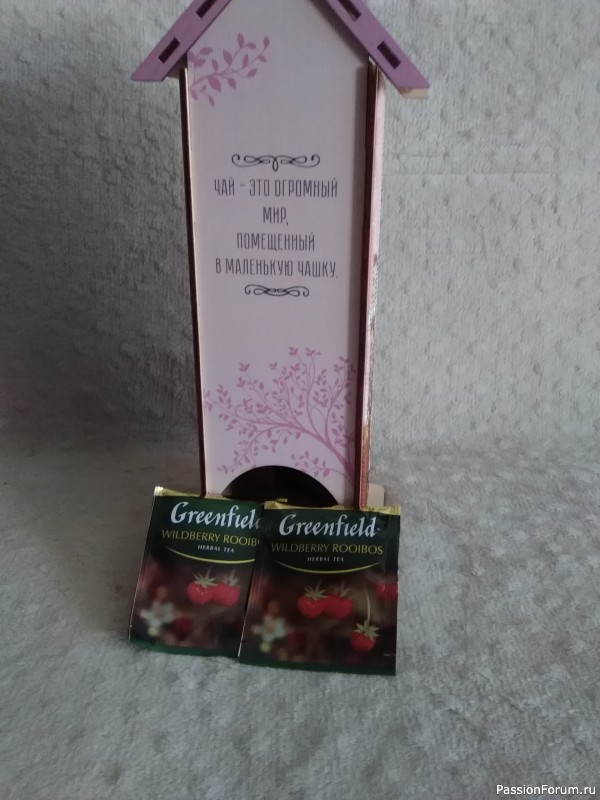 ЧАЙ - ЭТО ОГРОМНЫЙ
МИР,
ПОМЕЩЕННЫЙ
В МАЛЕНЬКУЮ ЧАШКУ.
Greenfield
WILDBERRY ROOIBOS
HERBAL TEA
Greenfield
WILDBERRY ROOIBOS
HERBAL TEA
PassionForum.ru